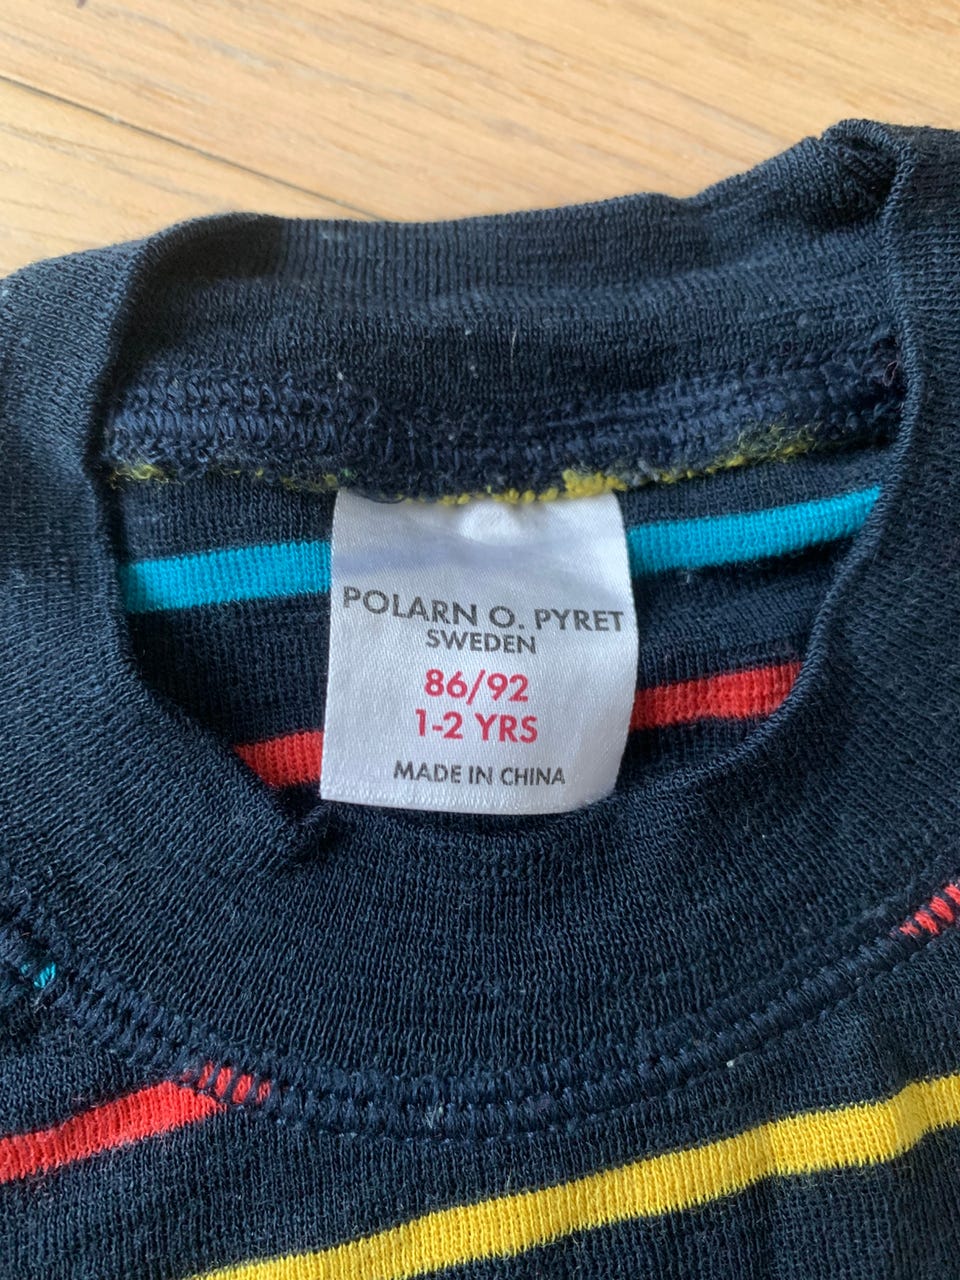 POLARN O. PYRET
SWEDEN
86/92
1-2 YRS
MADE IN CHINA